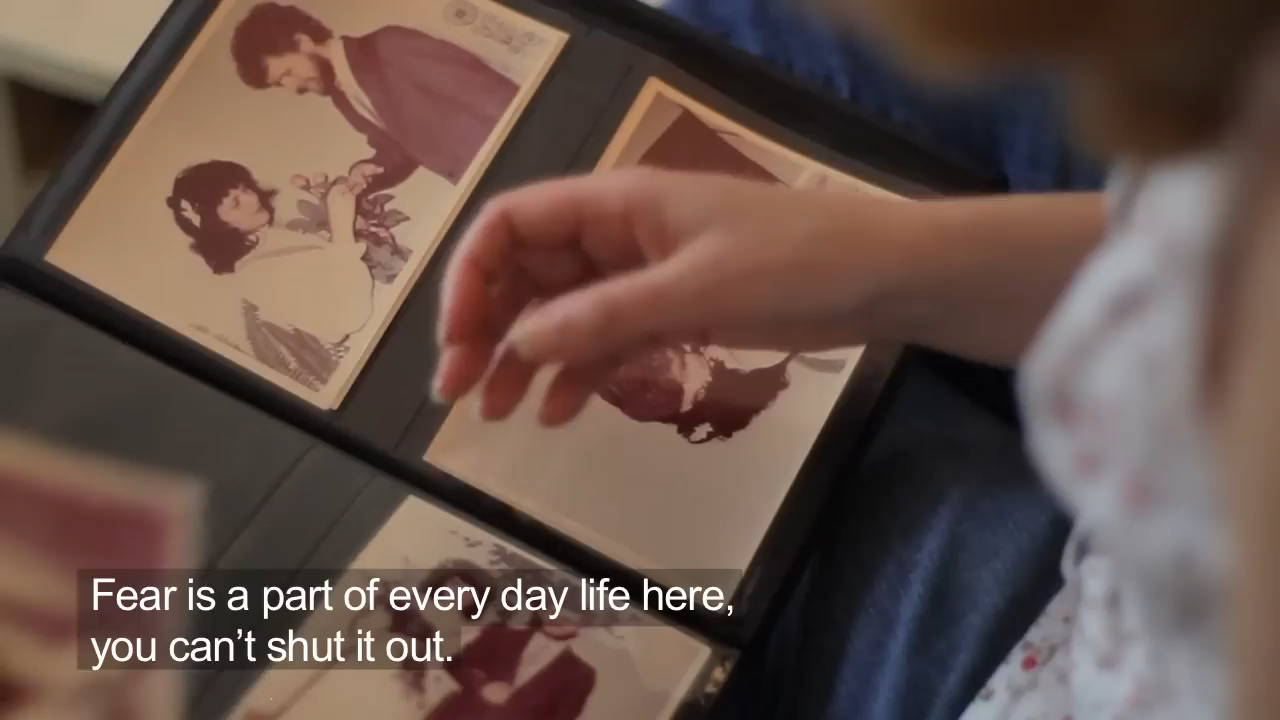 Fear is a part of every day life here,
you can’t shut it out.